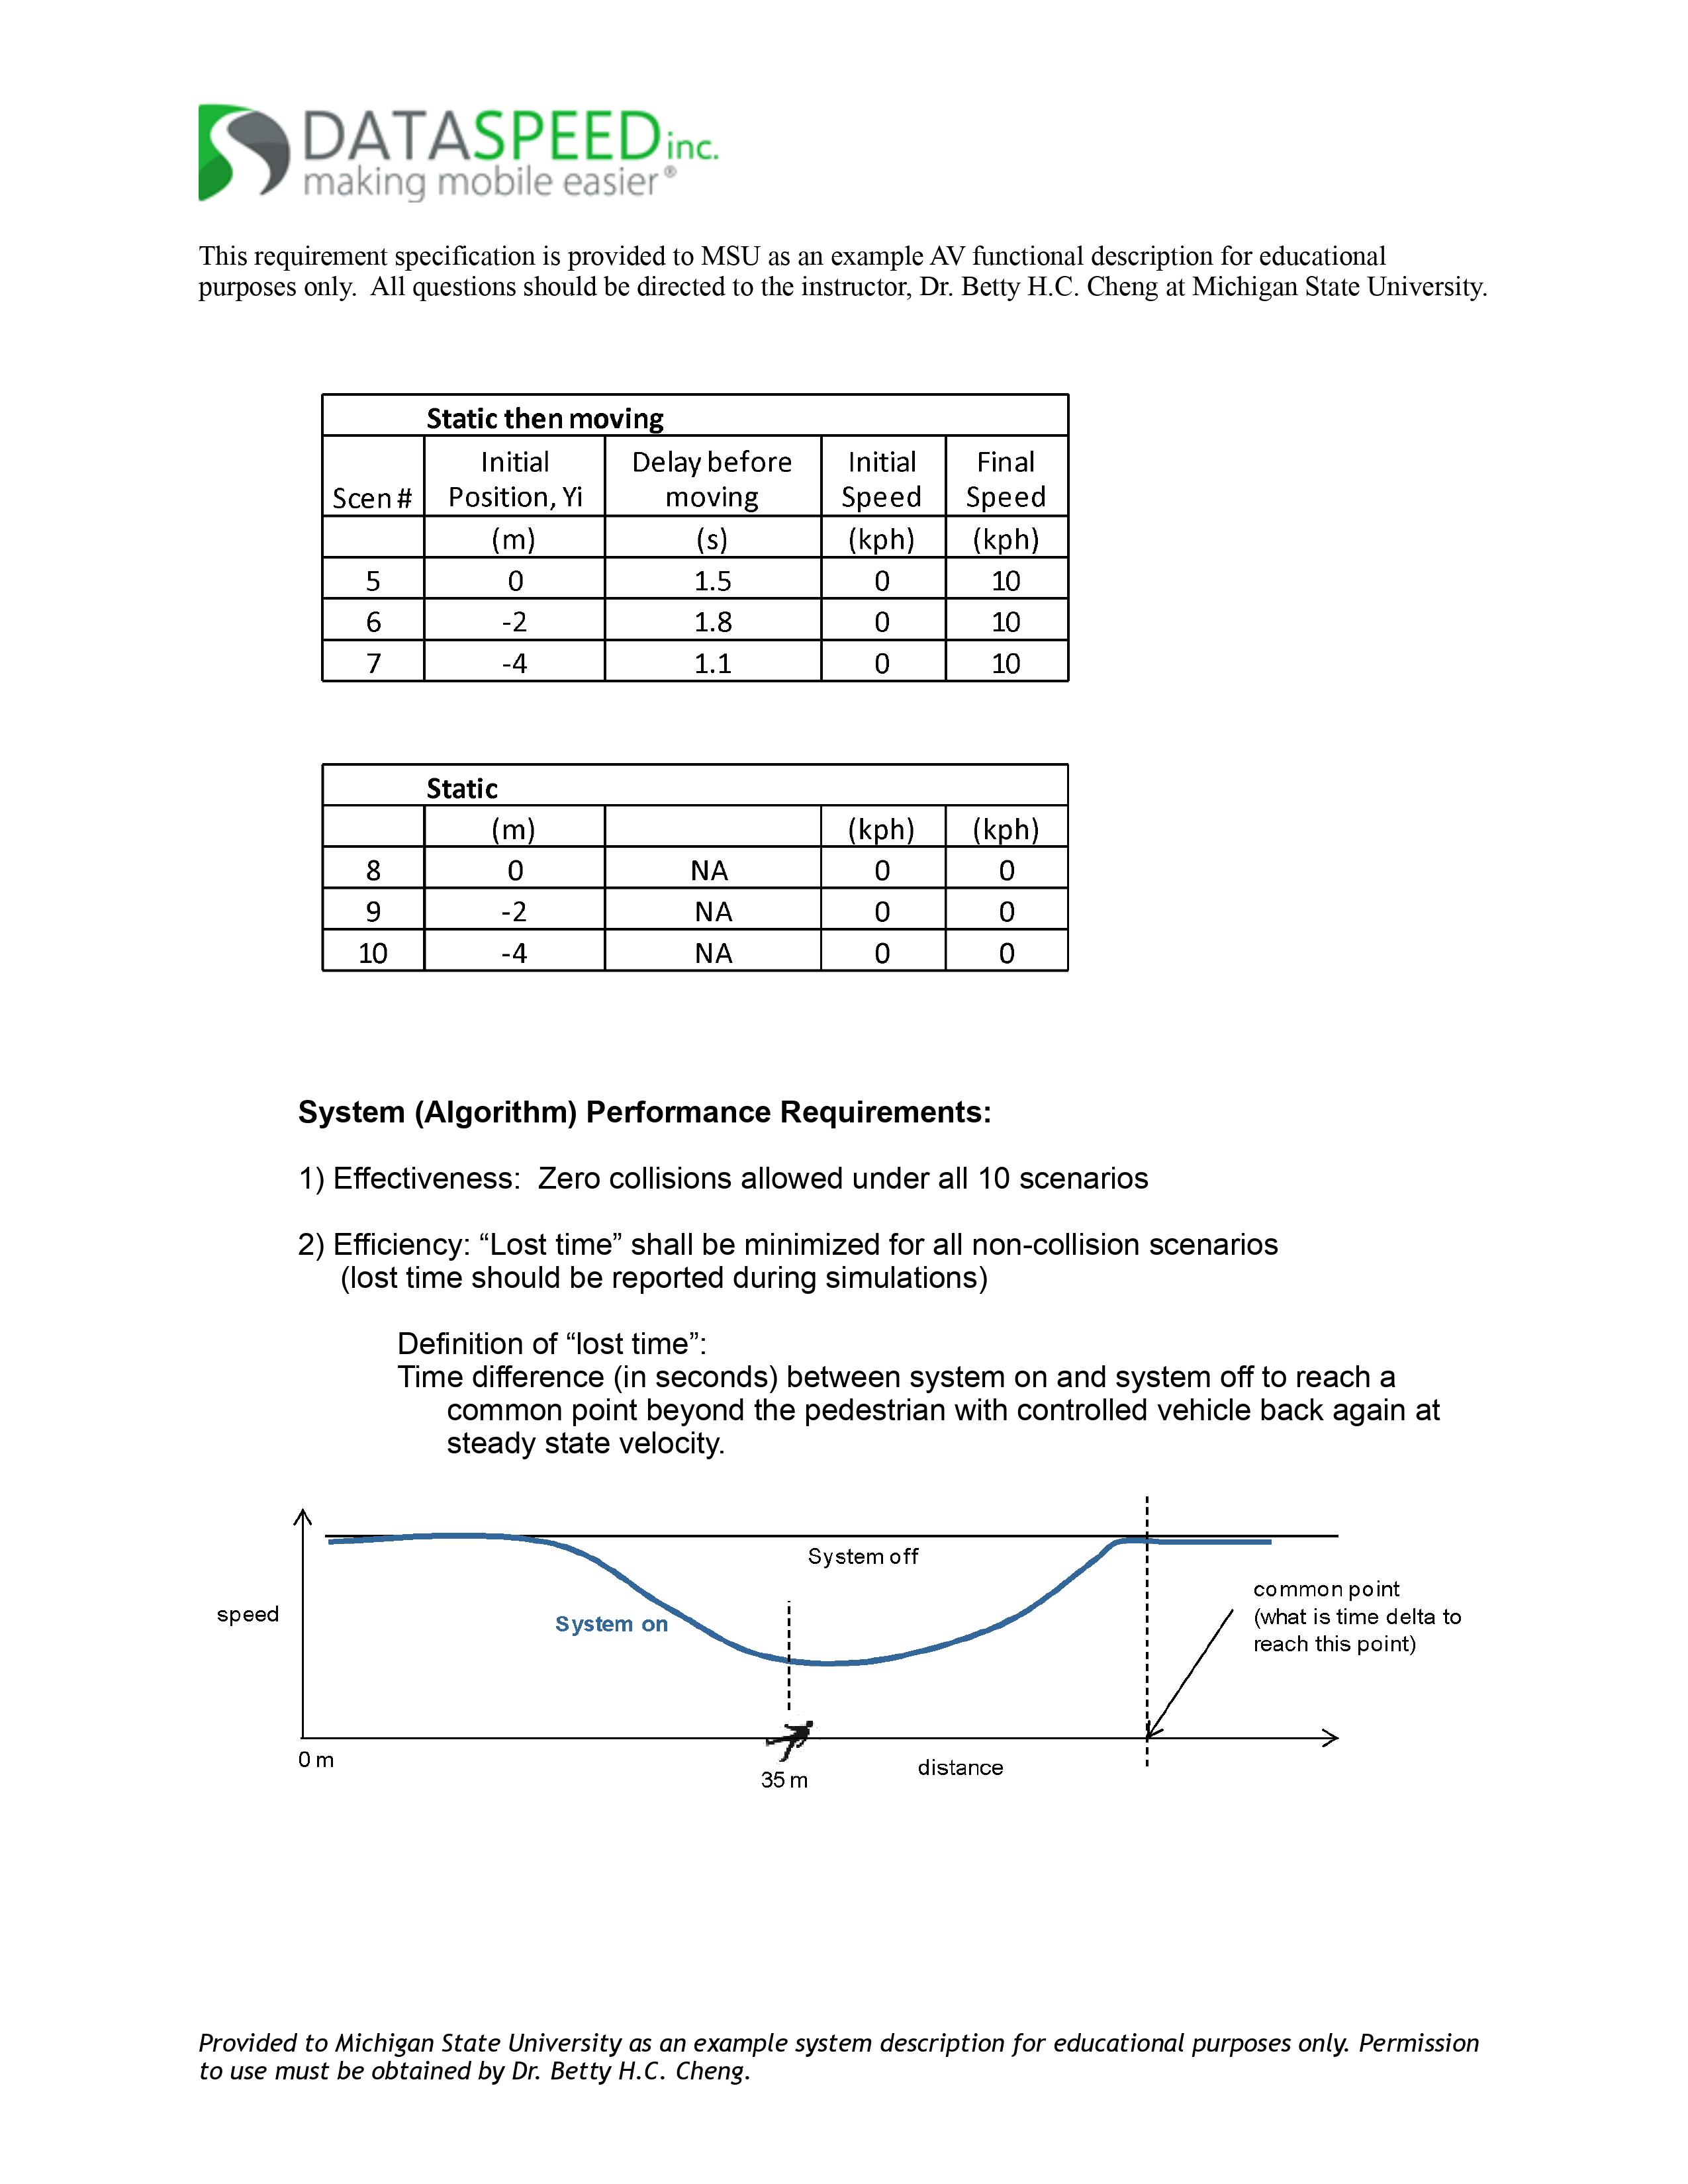 DATASPEED inc.
making mobile easier®
This requirement specification is provided to MSU as an example AV functional description for educational
purposes only.  All questions should be directed to the instructor, Dr. Betty H.C. Cheng at Michigan State University.
Static then moving
Scen # Initial Position, Yi Delay before moving Initial Speed Final Speed
(m) (s) (kph) (kph)
5 0 1.5 0 10
6 -2 1.8 0 10
7 -4 1.1 0 10
Static
(m) (kph) (kph)
8 0 NA 0 0
9 -2 NA 0 0
10 -4 NA 0 0
System (Algorithm) Performance Requirements:
1) Effectiveness:  Zero collisions allowed under all 10 scenarios
2) Efficiency: “Lost time” shall be minimized for all non-collision scenarios
(lost time should be reported during simulations)
Definition of “lost time”:
Time difference (in seconds) between system on and system off to reach a
common point beyond the pedestrian with controlled vehicle back again at
steady state velocity.
System off
common point
(what is time delta to
reach this point)
speed
System on
0 m
35 m
distance
Provided to Michigan State University as an example system description for educational purposes only. Permission
to use must be obtained by Dr. Betty H.C. Cheng.